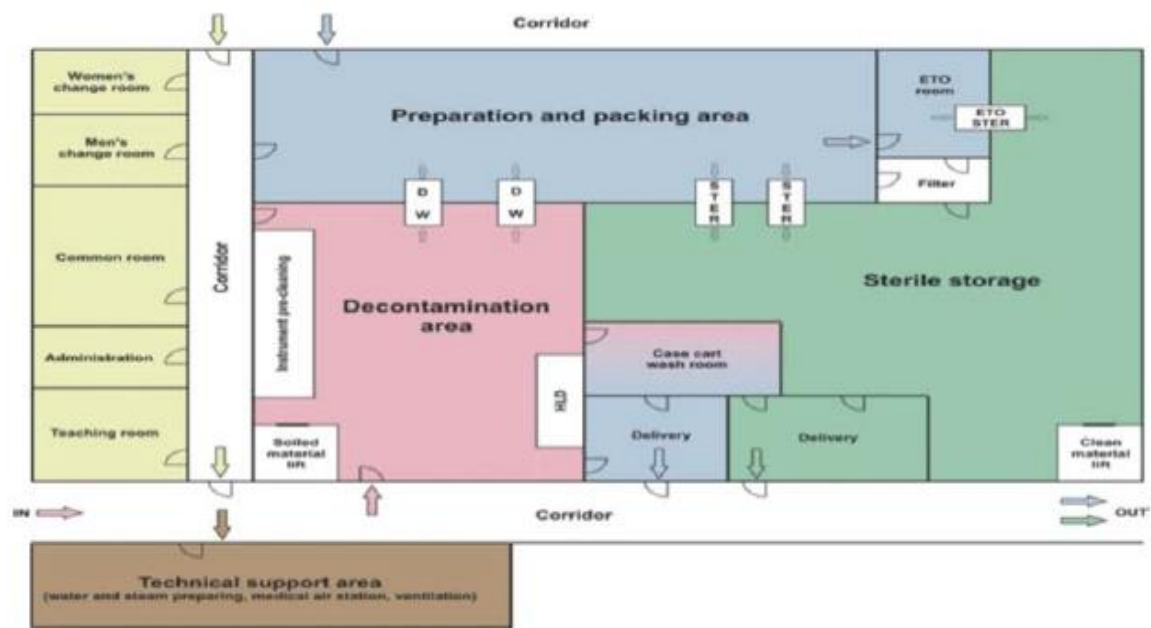 Corridor
Women's
change room
Men's
change room
Common room
Administration
Teaching room
Corridor
Preparation and packing area
ETO
room
ETO
STER
Filter
D
W
D
W
STER
STER
Instrument pre-cleaning
Decontamination
area
Sterile storage
Case cart
wash room
HLD
Soiled
material
lift
Delivery
Delivery
Clean
material
lift
IN
Corridor
OUT
Technical support area
(water and steam preparing, medical air station, ventilation)